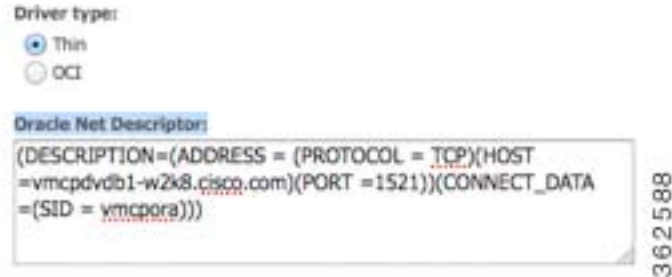 Driver type:
Thin
OCI
Oracle Net Descriptor:
(DESCRIPTION=(ADDRESS = (PROTOCOL = TCP)(HOST
=vmcpdvdb1-w2k8.cisco.com)(PORT =1521))(CONNECT_DATA
=(SID = vmcpora)))
362588